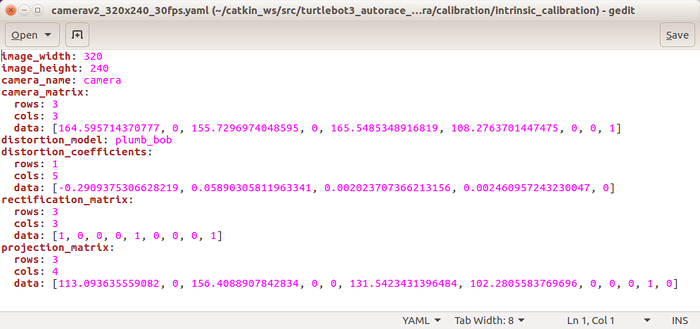 camerav2_320x240_30fps.yaml (~/catkin_ws/src/turtlebot3_autorace_...ra/calibration/intrinsic_calibration) - gedit
Open
Save
image_width: 320
image_height: 240
camera_name: camera
camera_matrix:
  rows: 3
  cols: 3
  data: [164.595714370777, 0, 155.7296974048595, 0, 165.5485348916819, 108.2763701447475, 0, 0, 1]
distortion_model: plumb_bob
distortion_coefficients:
  rows: 1
  cols: 5
  data: [-0.2909375306628219, 0.05890305811963341, 0.002023707366213156, 0.002460957243230047, 0]
rectification_matrix:
  rows: 3
  cols: 3
  data: [1, 0, 0, 0, 1, 0, 0, 0, 1]
projection_matrix:
  rows: 3
  cols: 4
  data: [113.093635559082, 0, 156.4088907842834, 0, 0, 131.5423431396484, 102.2805583769696, 0, 0, 0, 1, 0]
YAML Tab Width: 8 Ln 1, Col 1 INS